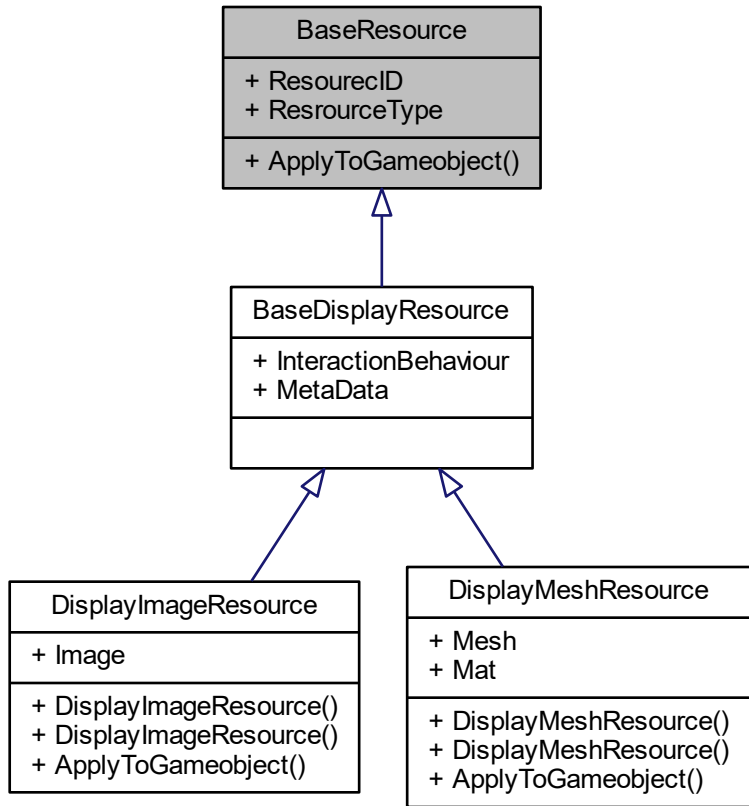 BaseResource
+ ResourecID
+ ResrourceType
+ ApplyToGameobject()
BaseDisplayResource
+ InteractionBehaviour
+ MetaData
DisplayImageResource
+ Image
+ DisplayImageResource()
+ DisplayImageResource()
+ ApplyToGameobject()
DisplayMeshResource
+ Mesh
+ Mat
+ DisplayMeshResource()
+ DisplayMeshResource()
+ ApplyToGameobject()